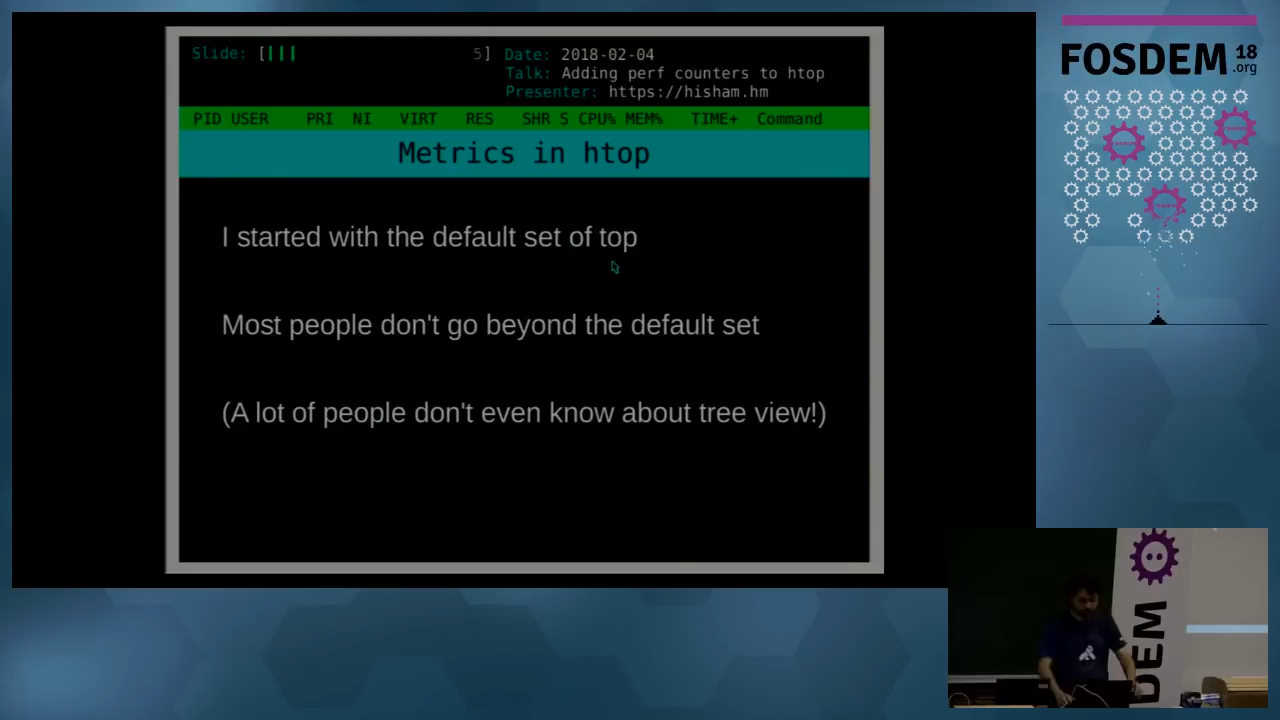 Slide: [||| 5]
Date: 2018-02-04
Talk: Adding perf counters to htop
Presenter: https://hisham.hm
PID USER PRI NI VIRT RES SHR S CPU% MEM% TIME+ Command
Metrics in htop
I started with the default set of top
Most people don't go beyond the default set
(A lot of people don't even know about tree view!)
FOSDEM 18
.org
DEM